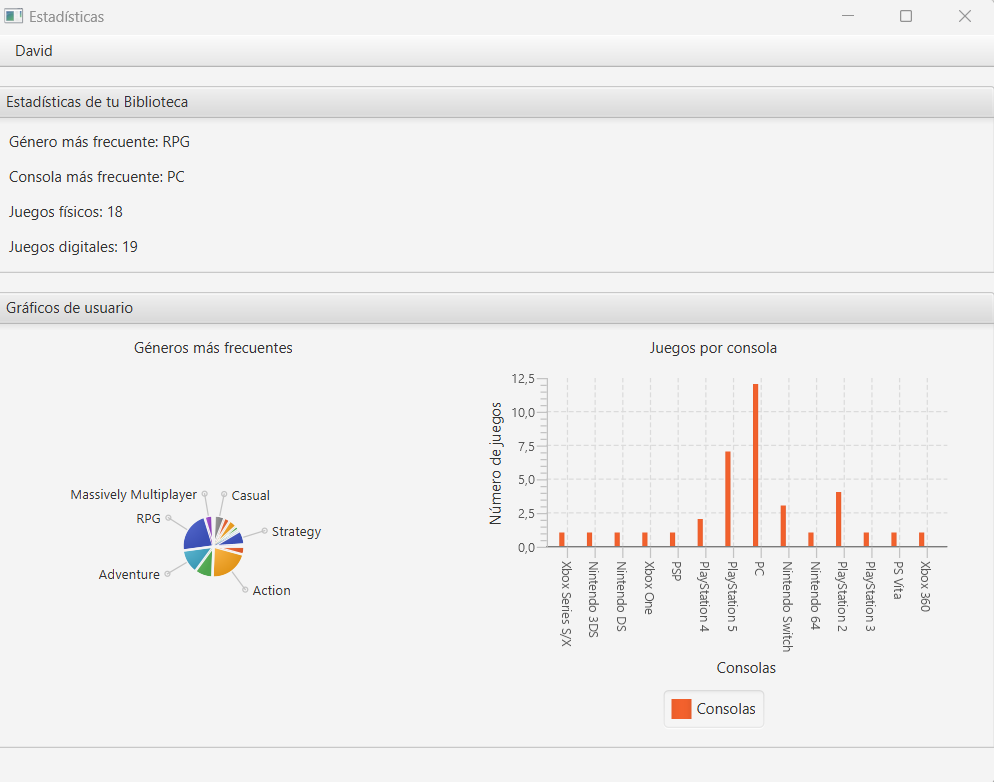 Estadísticas
David
Estadísticas de tu Biblioteca
Género más frecuente: RPG
Consola más frecuente: PC
Juegos físicos: 18
Juegos digitales: 19
Gráficos de usuario
Géneros más frecuentes
Massively Multiplayer
Casual
RPG
Strategy
Adventure
Action
Juegos por consola
Número de juegos
12,5
10,0
7,5
5,0
2,5
0,0
Xbox Series S/X
Nintendo 3DS
Nintendo DS
Xbox One
PSP
PlayStation 4
PlayStation 5
PC
Nintendo Switch
Nintendo 64
PlayStation 2
PlayStation 3
PS Vita
Xbox 360
Consolas
Consolas